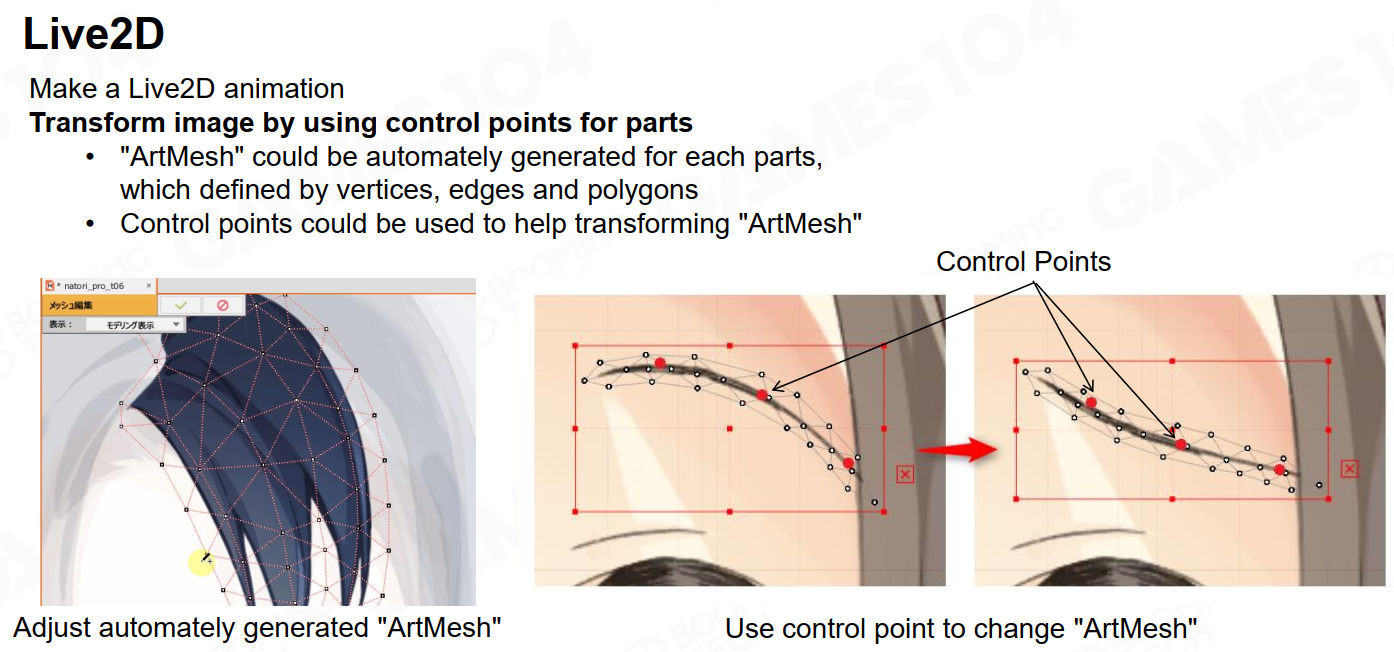 Live2D
Make a Live2D animation
Transform image by using control points for parts
• "ArtMesh" could be automately generated for each parts,
which defined by vertices, edges and polygons
• Control points could be used to help transforming "ArtMesh"
Control Points
* natori_pro_t06
メッシュ編集
表示：
モデリング表示
Adjust automately generated "ArtMesh"
Use control point to change "ArtMesh"
GAMES104
BOOMING